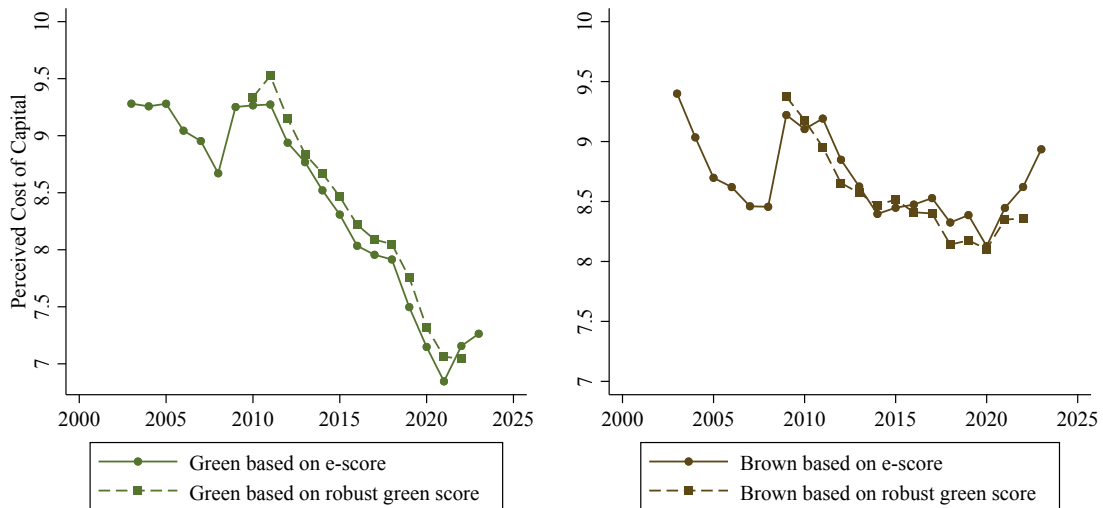 Perceived Cost of Capital
10
9.5
9
8.5
8
7.5
7
2000 2005 2010 2015 2020 2025
Green based on e-score
Green based on robust green score
10
9.5
9
8.5
8
7.5
7
2000 2005 2010 2015 2020 2025
Brown based on e-score
Brown based on robust green score